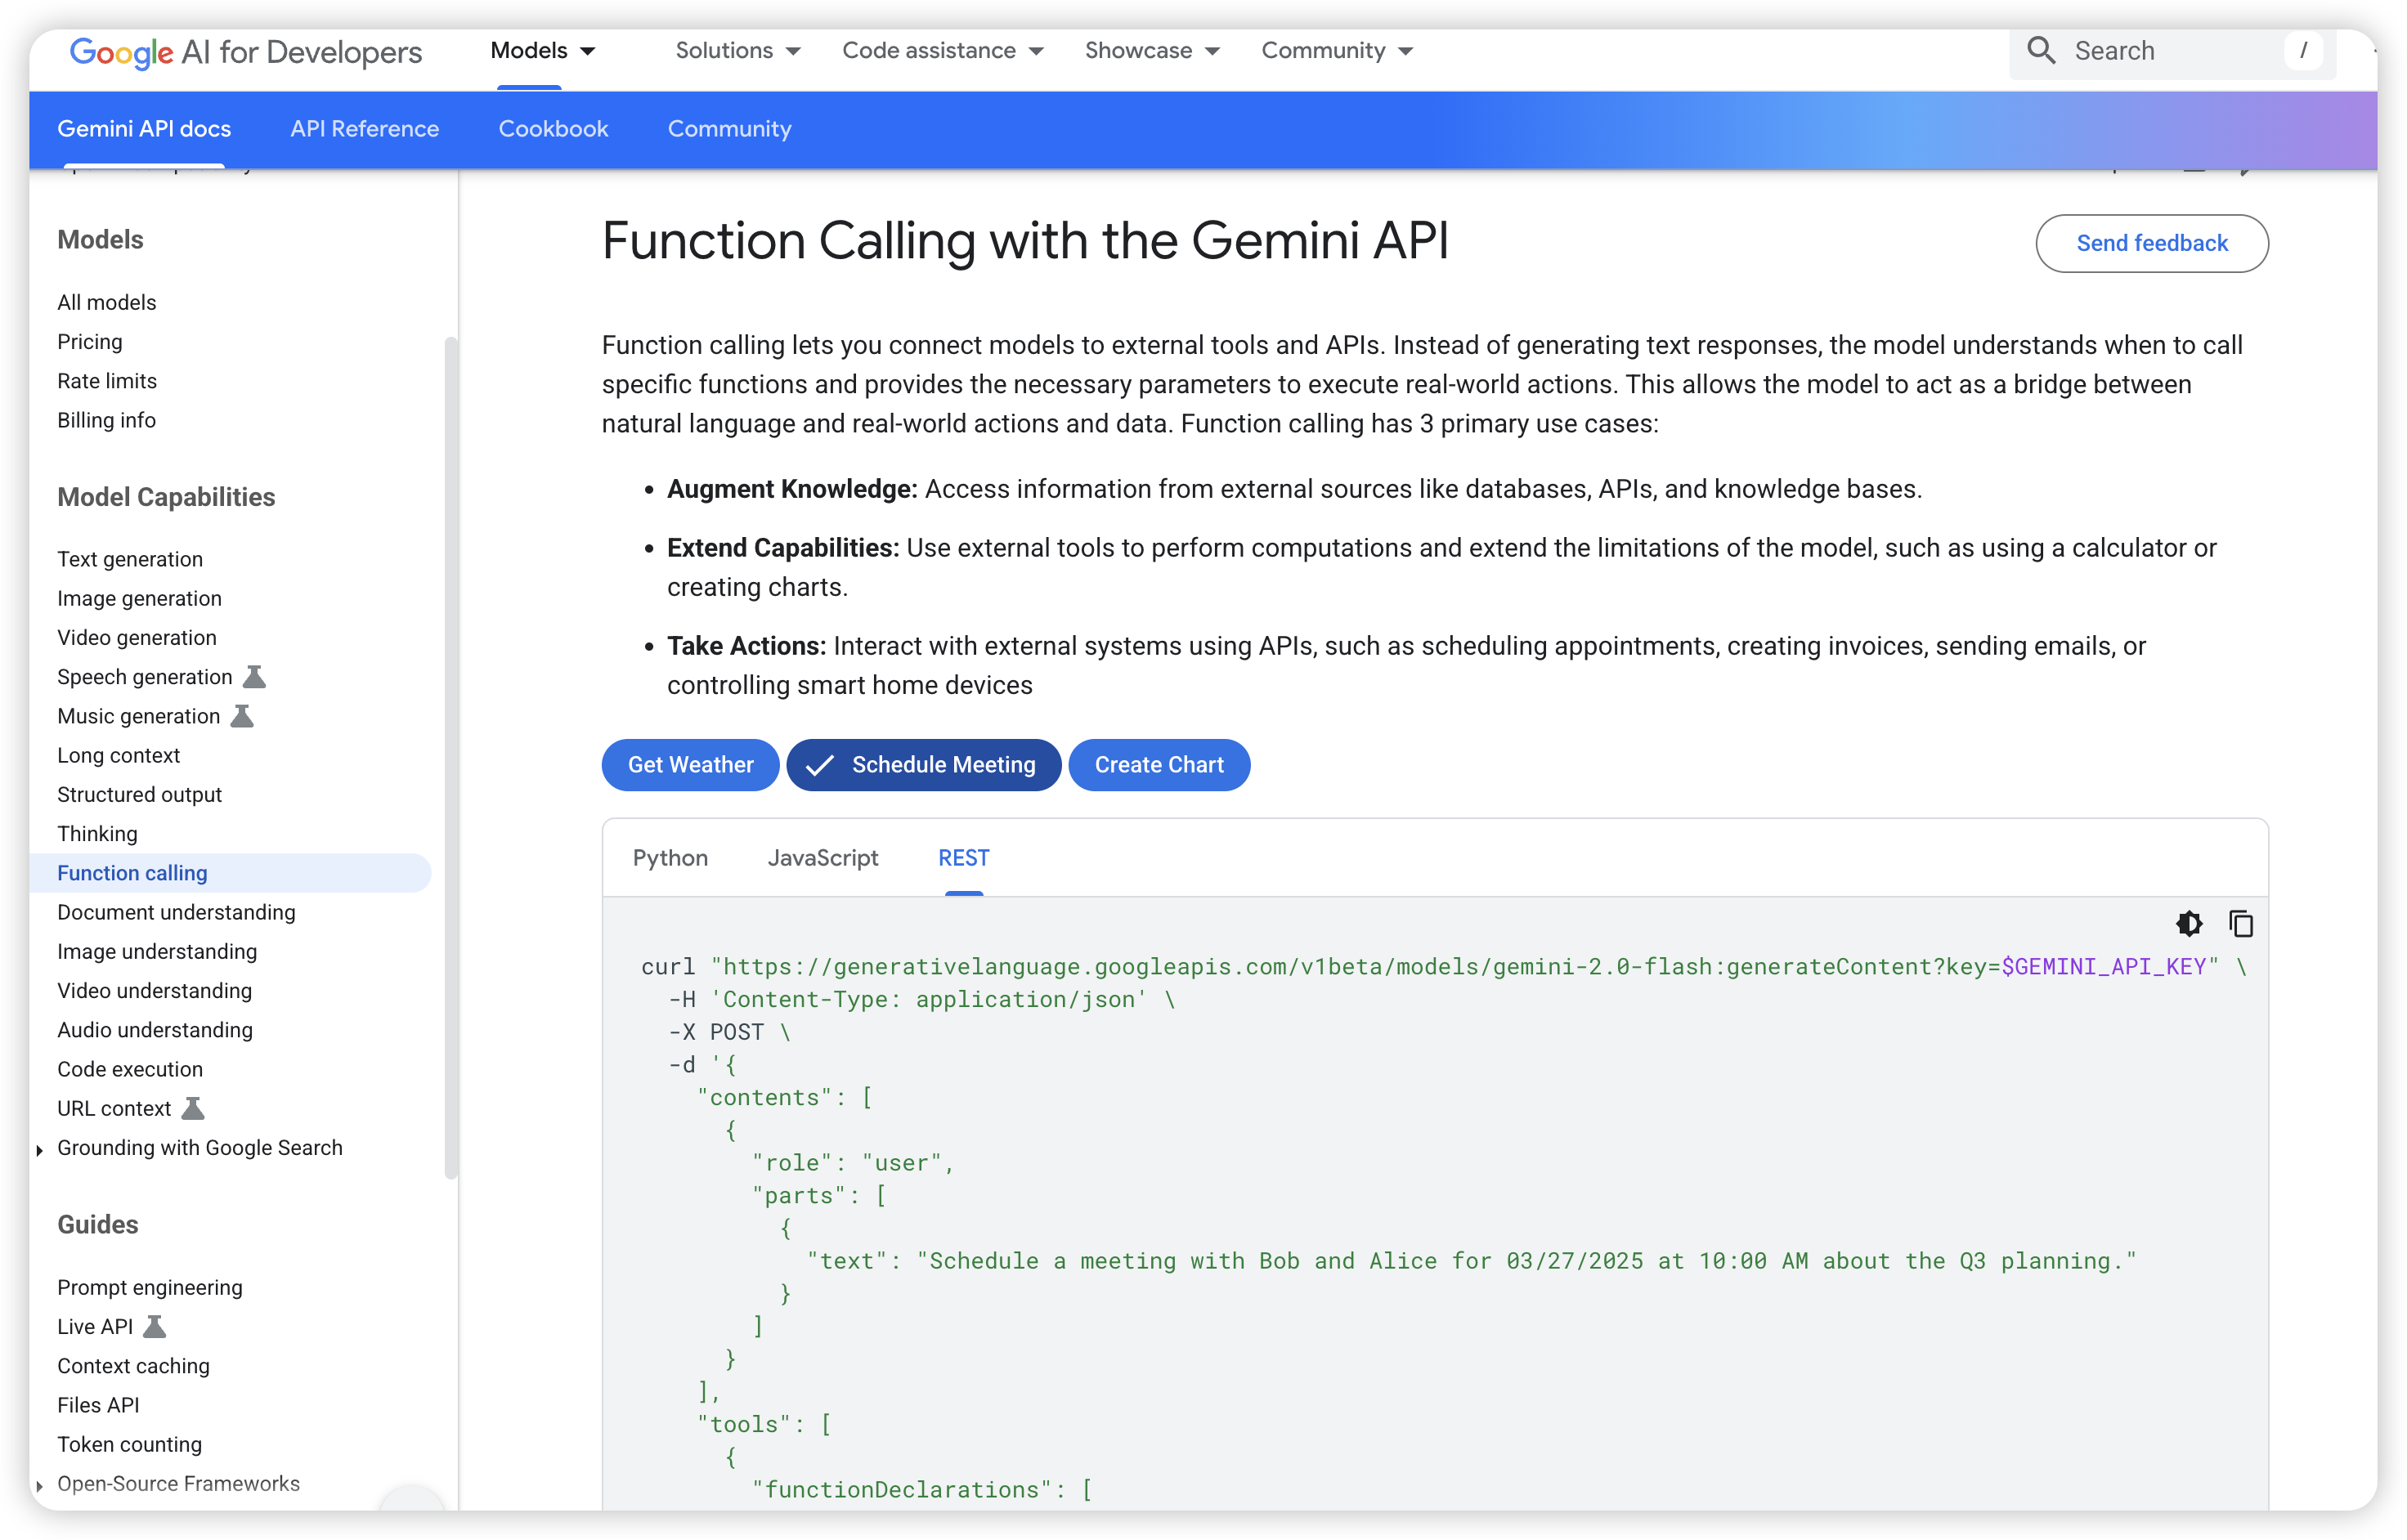 Google AI for Developers
Models
Solutions
Code assistance
Showcase
Community
Search
/
Gemini API docs
API Reference
Cookbook
Community
Models
All models
Pricing
Rate limits
Billing info
Model Capabilities
Text generation
Image generation
Video generation
Speech generation
Music generation
Long context
Structured output
Thinking
Function calling
Document understanding
Image understanding
Video understanding
Audio understanding
Code execution
URL context
Grounding with Google Search
Guides
Prompt engineering
Live API
Context caching
Files API
Token counting
Open-Source Frameworks
Function Calling with the Gemini API
Send feedback
Function calling lets you connect models to external tools and APIs. Instead of generating text responses, the model understands when to call
specific functions and provides the necessary parameters to execute real-world actions. This allows the model to act as a bridge between
natural language and real-world actions and data. Function calling has 3 primary use cases:
• Augment Knowledge: Access information from external sources like databases, APIs, and knowledge bases.
• Extend Capabilities: Use external tools to perform computations and extend the limitations of the model, such as using a calculator or
creating charts.
• Take Actions: Interact with external systems using APIs, such as scheduling appointments, creating invoices, sending emails, or
controlling smart home devices
Get Weather
Schedule Meeting
Create Chart
Python
JavaScript
REST
curl "https://generativelanguage.googleapis.com/v1beta/models/gemini-2.0-flash:generateContent?key=$GEMINI_API_KEY" \
  -H 'Content-Type: application/json' \
  -X POST \
  -d '{
    "contents": [
      {
        "role": "user",
        "parts": [
          {
            "text": "Schedule a meeting with Bob and Alice for 03/27/2025 at 10:00 AM about the Q3 planning."
          }
        ]
      }
    ],
    "tools": [
      {
        "functionDeclarations": [